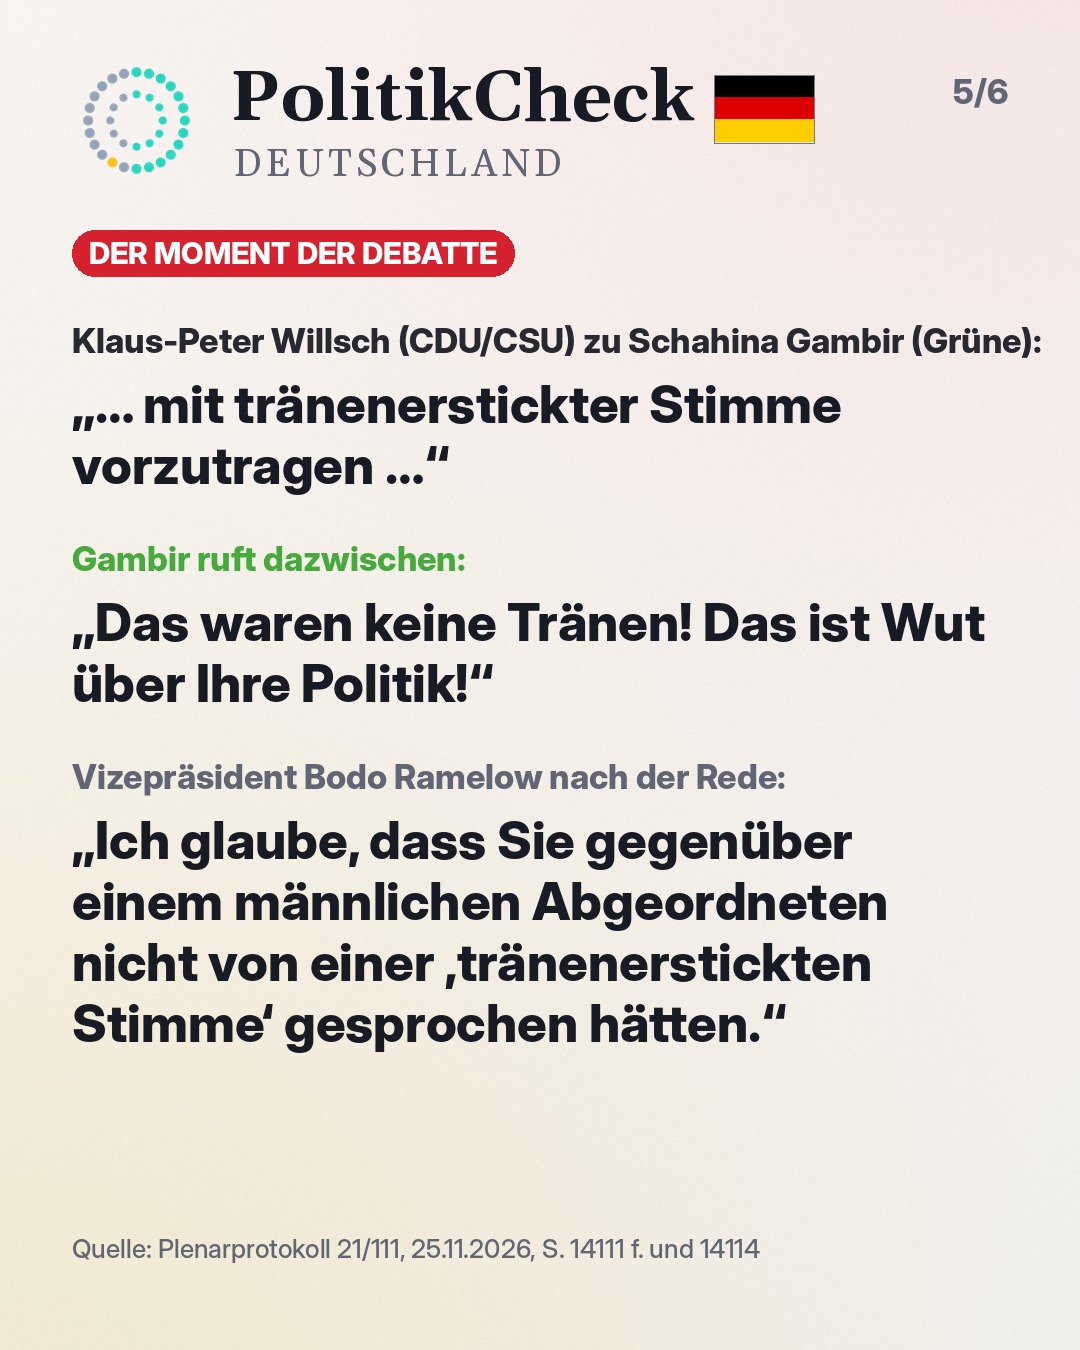 PolitikCheck
DEUTSCHLAND
5/6
DER MOMENT DER DEBATTE
Klaus-Peter Willsch (CDU/CSU) zu Schahina Gambir (Grüne):
„… mit tränenerstickter Stimme
vorzutragen …“
Gambir ruft dazwischen:
„Das waren keine Tränen! Das ist Wut
über Ihre Politik!“
Vizepräsident Bodo Ramelow nach der Rede:
„Ich glaube, dass Sie gegenüber
einem männlichen Abgeordneten
nicht von einer ‚tränenerstickten
Stimme‘ gesprochen hätten.“
Quelle: Plenarprotokoll 21/111, 25.11.2026, S. 14111 f. und 14114